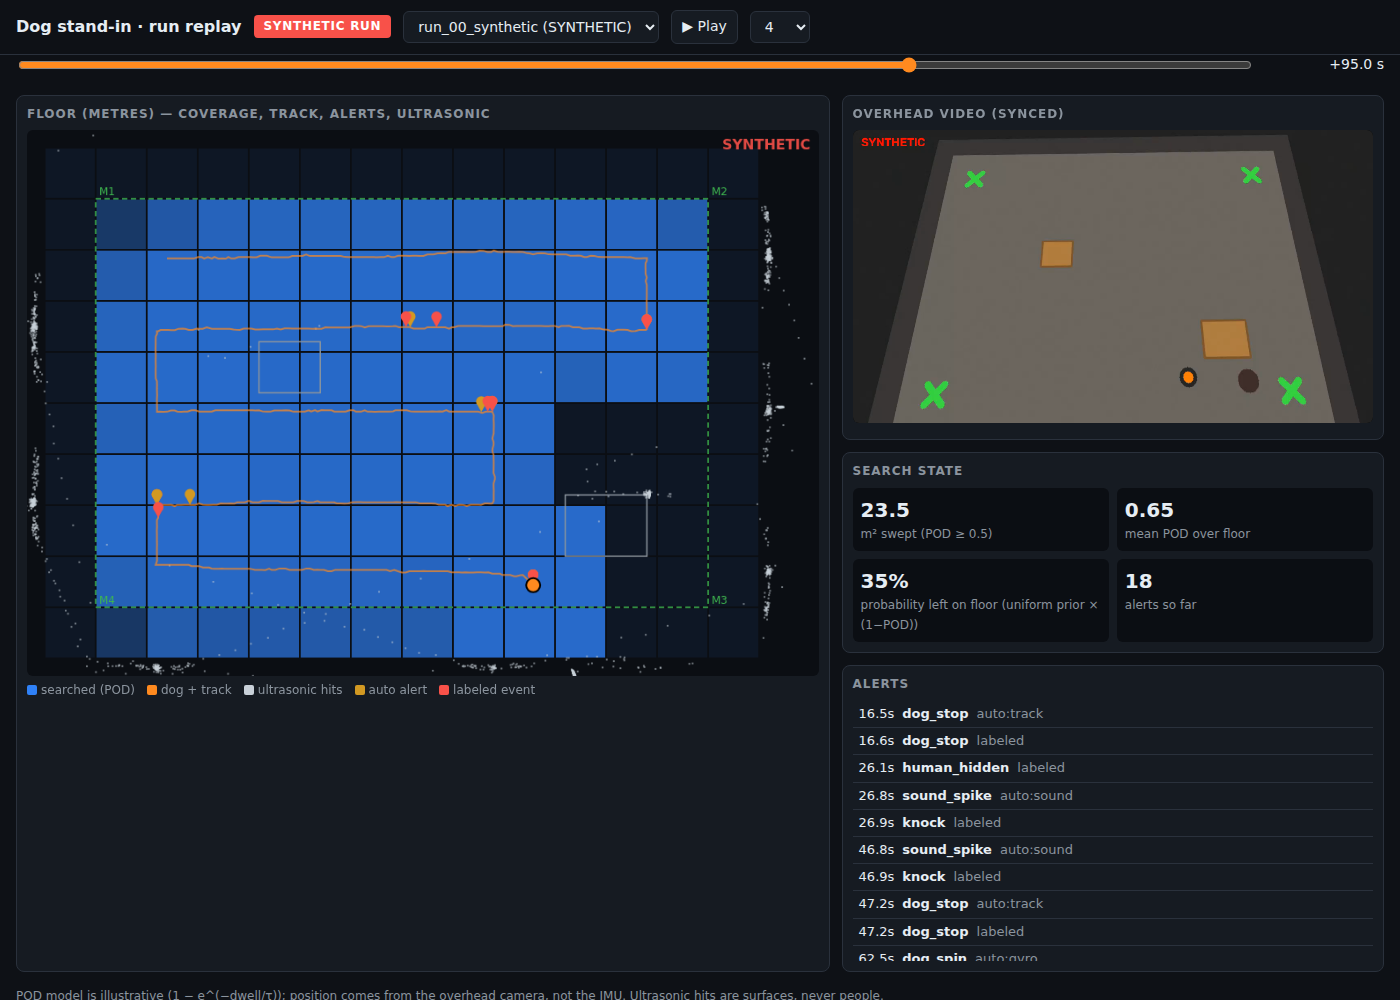 Dog stand-in · run replay
SYNTHETIC RUN
run_00_synthetic (SYNTHETIC)
▶ Play
4
+95.0 s
FLOOR (METRES) — COVERAGE, TRACK, ALERTS, ULTRASONIC
SYNTHETIC
M1
M2
M4
M3
searched (POD)
dog + track
ultrasonic hits
auto alert
labeled event
OVERHEAD VIDEO (SYNCED)
SYNTHETIC
SEARCH STATE
23.5
m² swept (POD ≥ 0.5)
0.65
mean POD over floor
35%
probability left on floor (uniform prior ×
(1−POD))
18
alerts so far
ALERTS
16.5s dog_stop auto:track
16.6s dog_stop labeled
26.1s human_hidden labeled
26.8s sound_spike auto:sound
26.9s knock labeled
46.8s sound_spike auto:sound
46.9s knock labeled
47.2s dog_stop auto:track
47.2s dog_stop labeled
62.5s dog_spin auto:gyro
POD model is illustrative (1 − e^(−dwell/τ)); position comes from the overhead camera, not the IMU. Ultrasonic hits are surfaces, never people.